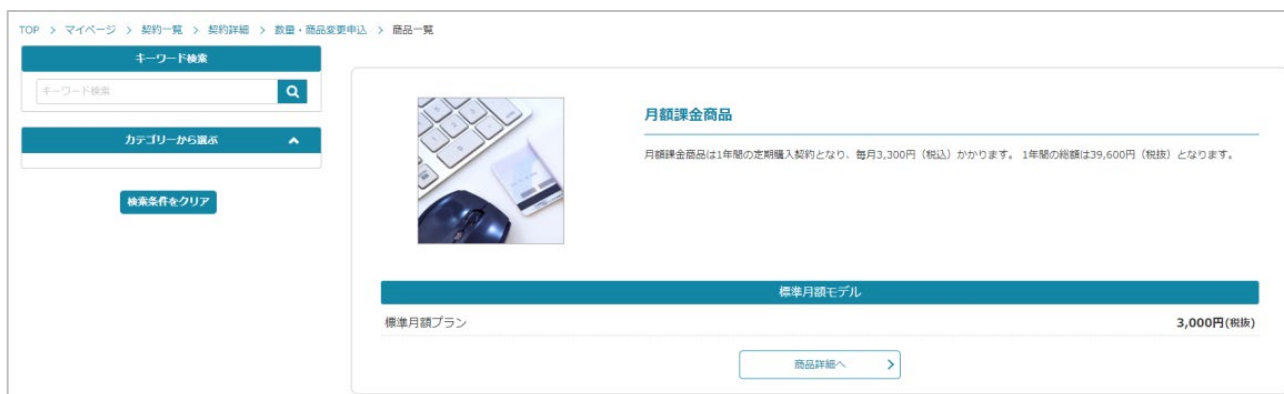 TOP > マイページ > 契約一覧 > 契約詳細 > 数量・商品変更申込 > 商品一覧
キーワード検索
キーワード検索
カテゴリーから選ぶ
検索条件をクリア
月額課金商品
月額課金商品は1年間の定期購入契約となり、毎月3,300円（税込）かかります。 1年間の総額は39,600円（税抜）となります。
標準月額モデル
標準月額プラン 3,000円(税抜)
商品詳細へ